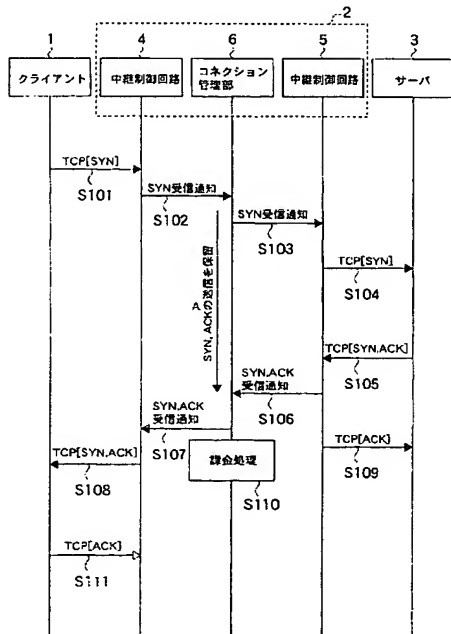 2
1
4
6
5
3
クライアント
中継制御回路
コネクション
管理部
中継制御回路
サーバ
TCP[SYN]
S101
SYN受信通知
S102
SYN受信通知
S103
A
SYN, ACKの送信を保留
TCP[SYN]
S104
TCP[SYN,ACK]
S105
SYN,ACK
受信通知
S106
SYN,ACK
受信通知
S107
TCP[SYN,ACK]
S108
TCP[ACK]
S109
課金処理
S110
TCP[ACK]
S111